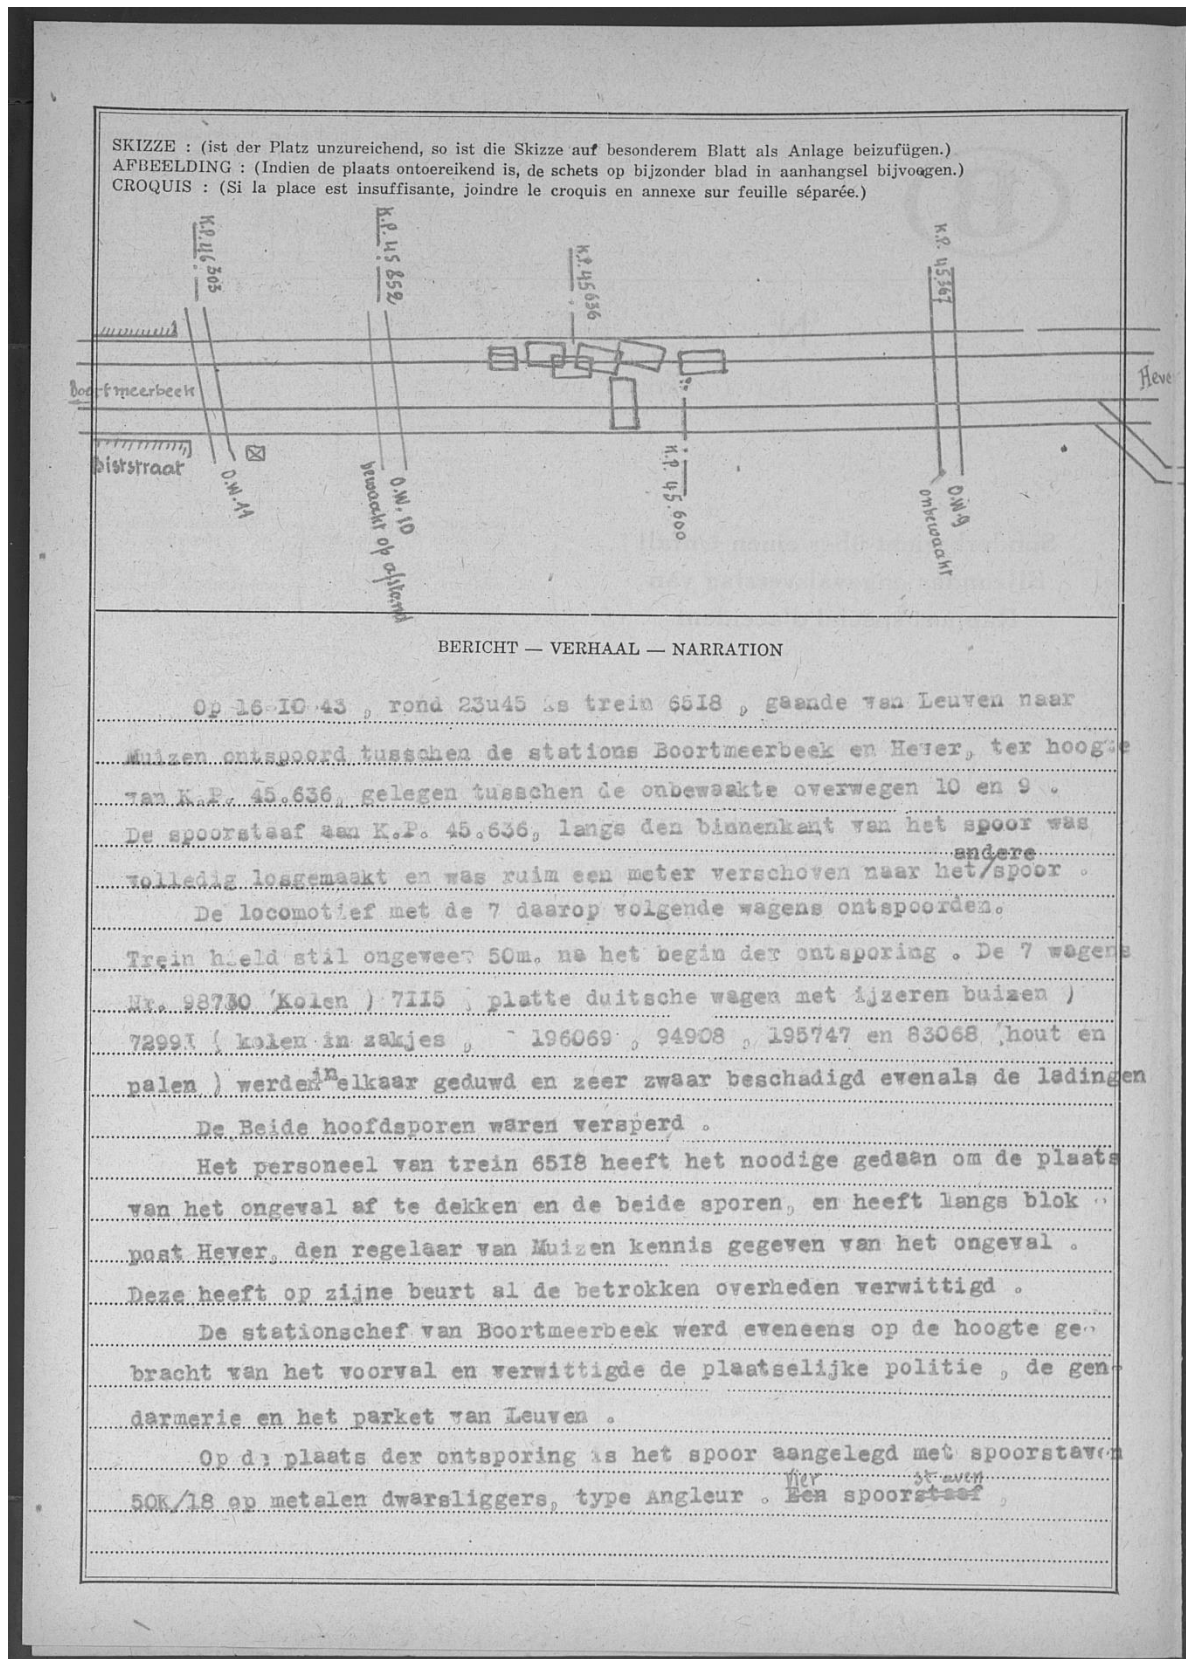 SKIZZE : (ist der Platz unzureichend, so ist die Skizze auf besonderem Blatt als Anlage beizufügen.)
AFBEELDING : (Indien de plaats ontoereikend is, de schets op bijzonder blad in aanhangsel bijvoegen.)
CROQUIS : (Si la place est insuffisante, joindre le croquis en annexe sur feuille séparée.)
K.P. 46 303
K.P. 45 852
K.P. 45 636
K.P. 45.367
Boortmeerbeek
Heve
Diststraat
O.W. 11
O.W. 10
bewaakt op afstand
K.P. 45.600
O.W.9
onbewaakt
BERICHT — VERHAAL — NARRATION
Op 16 I0 43 , rond 23u45 is trein 65I8 , gaande van Leuven naar
Muizen ontspoord tusschen de stations Boortmeerbeek en Hever, ter hoogte
van K.P. 45.636, gelegen tusschen de onbewaakte overwegen 10 en 9 .
De spoorstaaf aan K.P. 45.636, langs den binnenkant van het spoor was
andere
volledig losgemaakt en was ruim een meter verschoven naar het/spoor .
De locomotief met de 7 daarop volgende wagens ontspoorden.
Trein hield stil ongeveer 50m. na het begin der ontsporing . De 7 wagens
Nr. 98730 (Kolen ) 7II5 ( platte duitsche wagen met ijzeren buizen )
7299I ( kolen in zakjes , 196069 , 94908 , 195747 en 83068 (hout en
palen ) werden in elkaar geduwd en zeer zwaar beschadigd evenals de ladingen
De Beide hoofdsporen waren versperd .
Het personeel van trein 65I8 heeft het noodige gedaan om de plaats
van het ongeval af te dekken en de beide sporen, en heeft langs blok -
post Hever, den regelaar van Muizen kennis gegeven van het ongeval .
Deze heeft op zijne beurt al de betrokken overheden verwittigd .
De stationschef van Boortmeerbeek werd eveneens op de hoogte ge-
bracht van het voorval en verwittigde de plaatselijke politie , de gen-
darmerie en het parket van Leuven .
Op de plaats der ontsporing is het spoor aangelegd met spoorstaven
Vier staven
50K/18 op metalen dwarsliggers, type Angleur . Een spoorstaaf ,